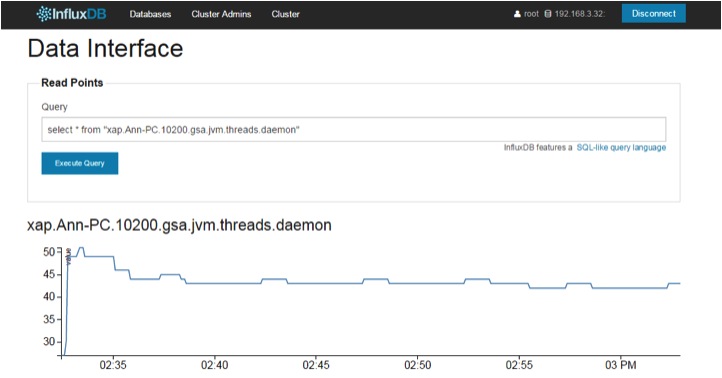 InfluxDB Databases Cluster Admins Cluster root 192.168.3.32: Disconnect
Data Interface
Read Points
Query
select * from "xap.Ann-PC.10200.gsa.jvm.threads.daemon"
InfluxDB features a SQL-like query language
Execute Query
xap.Ann-PC.10200.gsa.jvm.threads.daemon
value
50
45
40
35
30
02:35 02:40 02:45 02:50 02:55 03 PM